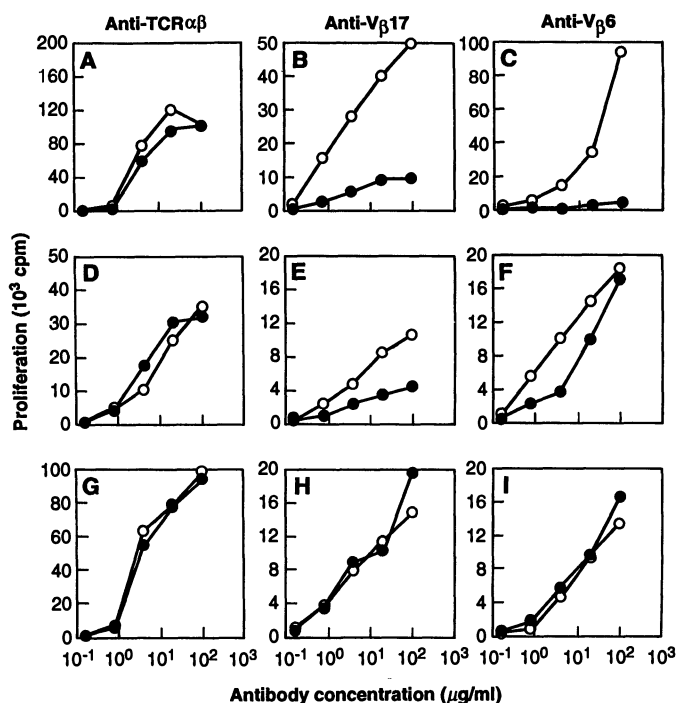 Anti-TCRαβ Anti-Vβ17 Anti-Vβ6
200 50 100
A B C
160 40 80
120 30 60
80 20 40
40 10 20
0 0 0
50 20 20
D E F
40 16 16
30 12 12
20 8 8
10 4 4
0 0 0
100 20 20
G H I
80 16 16
60 12 12
40 8 8
20 4 4
0 0 0
10⁻¹ 10⁰ 10¹ 10² 10³ 10⁻¹ 10⁰ 10¹ 10² 10³ 10⁻¹ 10⁰ 10¹ 10² 10³
Proliferation (10³ cpm)
Antibody concentration (μg/ml)